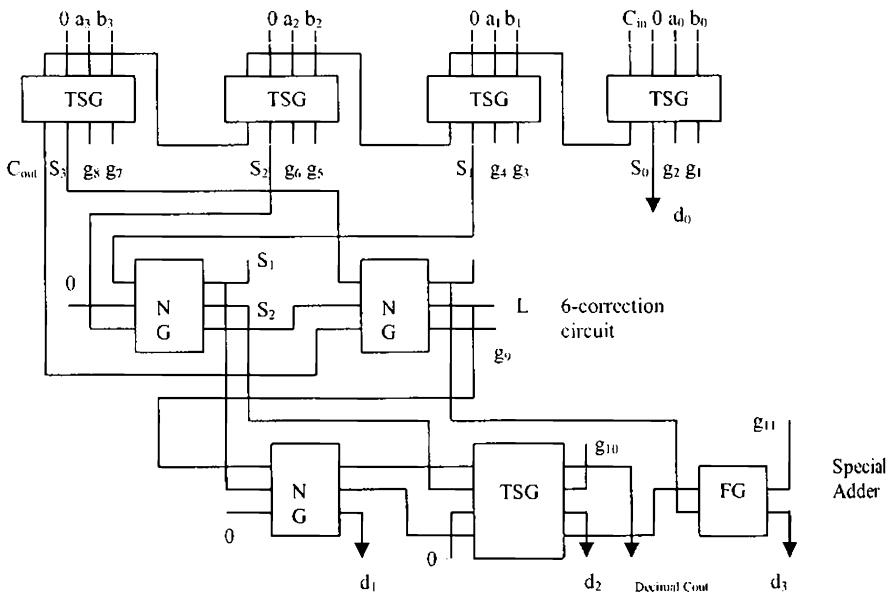 0 a₃ b₃ 0 a₂ b₂ 0 a₁ b₁ Cin 0 a₀ b₀
TSG TSG TSG TSG
Cout S₃ g₈ g₇ S₂ g₆ g₅ S₁ g₄ g₃ S₀ g₂ g₁
d₀
0 N G S₁ S₂ N G L 6-correction
circuit
g₉
g₁₀ g₁₁
N G TSG FG Special
Adder
0 0
d₁ d₂ Decimal Cout d₃